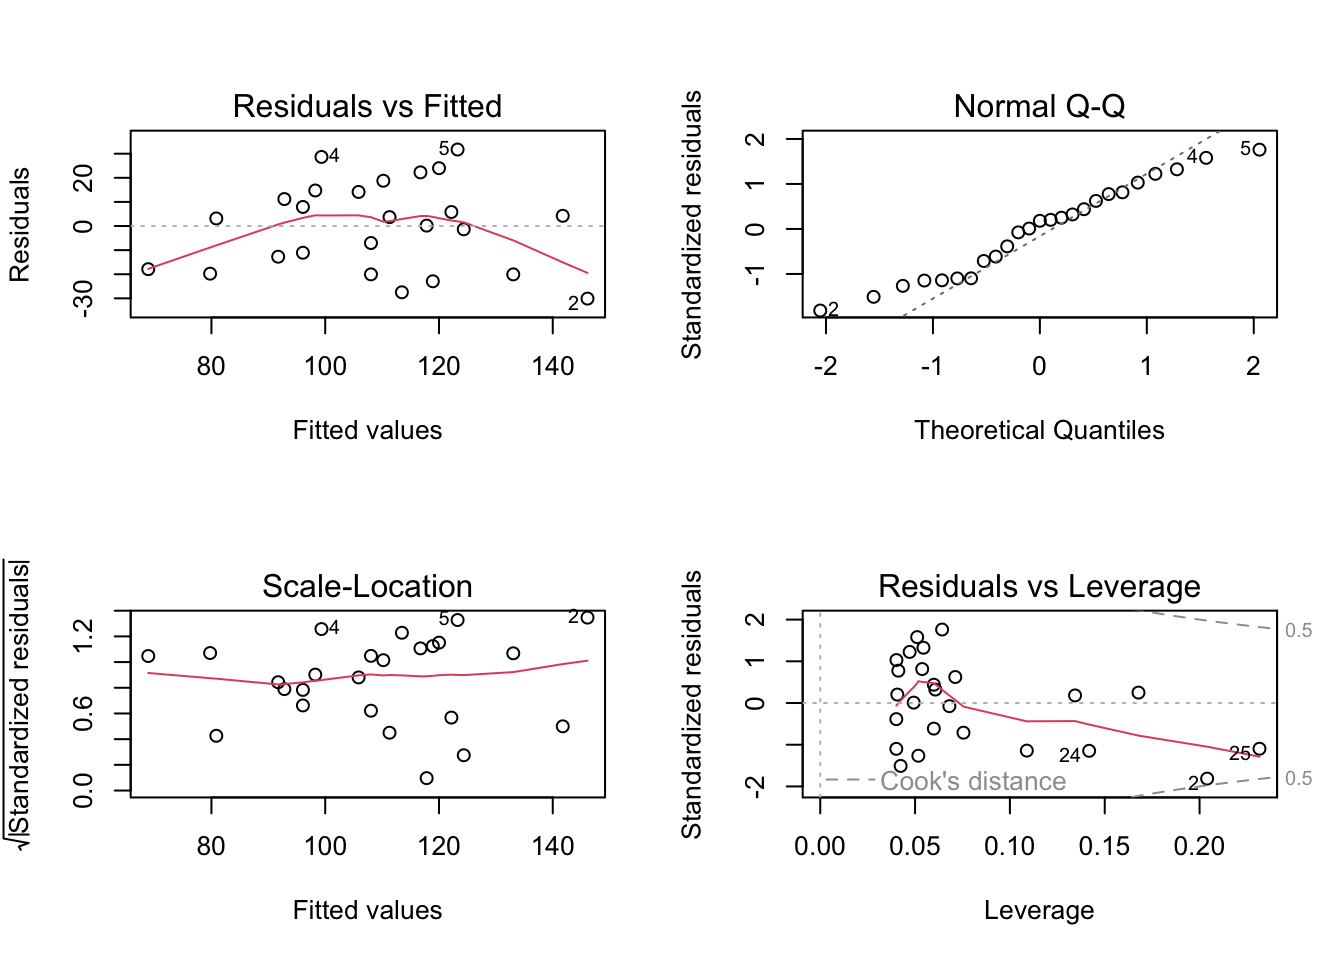 Residuals vs Fitted
Residuals
20
0
-30
4
5
2
80 100 120 140
Fitted values
Normal Q-Q
Standardized residuals
2
1
0
-1
2
4
5
-2 -1 0 1 2
Theoretical Quantiles
Scale-Location
√|Standardized residuals|
1.2
0.6
0.0
4
5
2
80 100 120 140
Fitted values
Residuals vs Leverage
Standardized residuals
2
1
0
-2
0.5
24
25
2
Cook's distance
0.5
0.00 0.05 0.10 0.15 0.20
Leverage